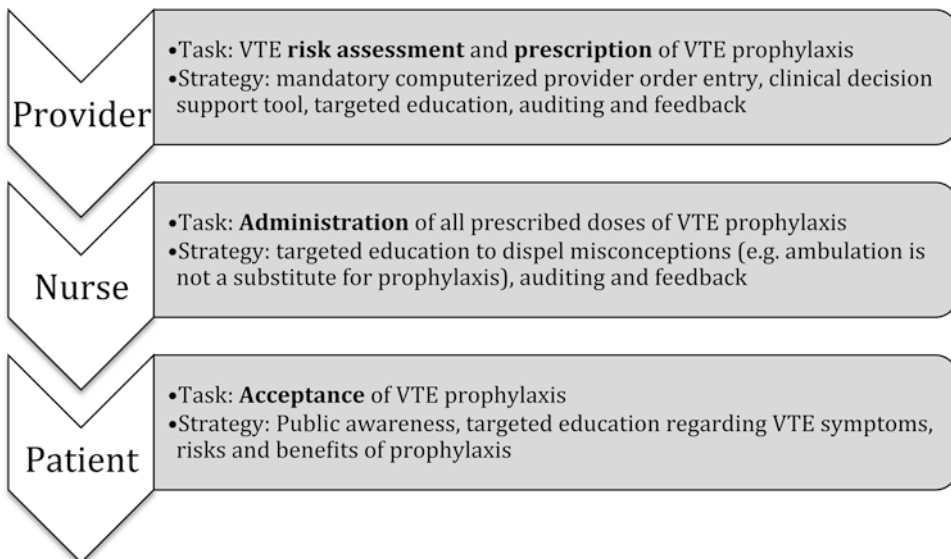 Provider
•Task: VTE risk assessment and prescription of VTE prophylaxis
•Strategy: mandatory computerized provider order entry, clinical decision
support tool, targeted education, auditing and feedback
Nurse
•Task: Administration of all prescribed doses of VTE prophylaxis
•Strategy: targeted education to dispel misconceptions (e.g. ambulation is
not a substitute for prophylaxis), auditing and feedback
Patient
•Task: Acceptance of VTE prophylaxis
•Strategy: Public awareness, targeted education regarding VTE symptoms,
risks and benefits of prophylaxis